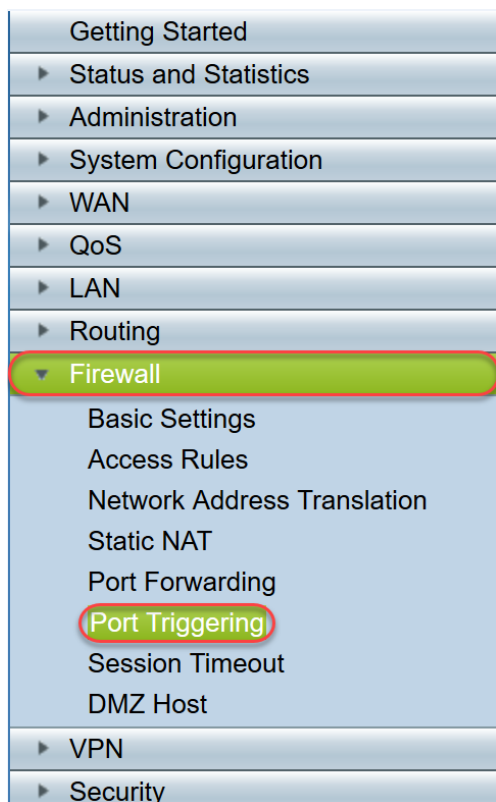 Getting Started
Status and Statistics
Administration
System Configuration
WAN
QoS
LAN
Routing
Firewall
Basic Settings
Access Rules
Network Address Translation
Static NAT
Port Forwarding
Port Triggering
Session Timeout
DMZ Host
VPN
Security